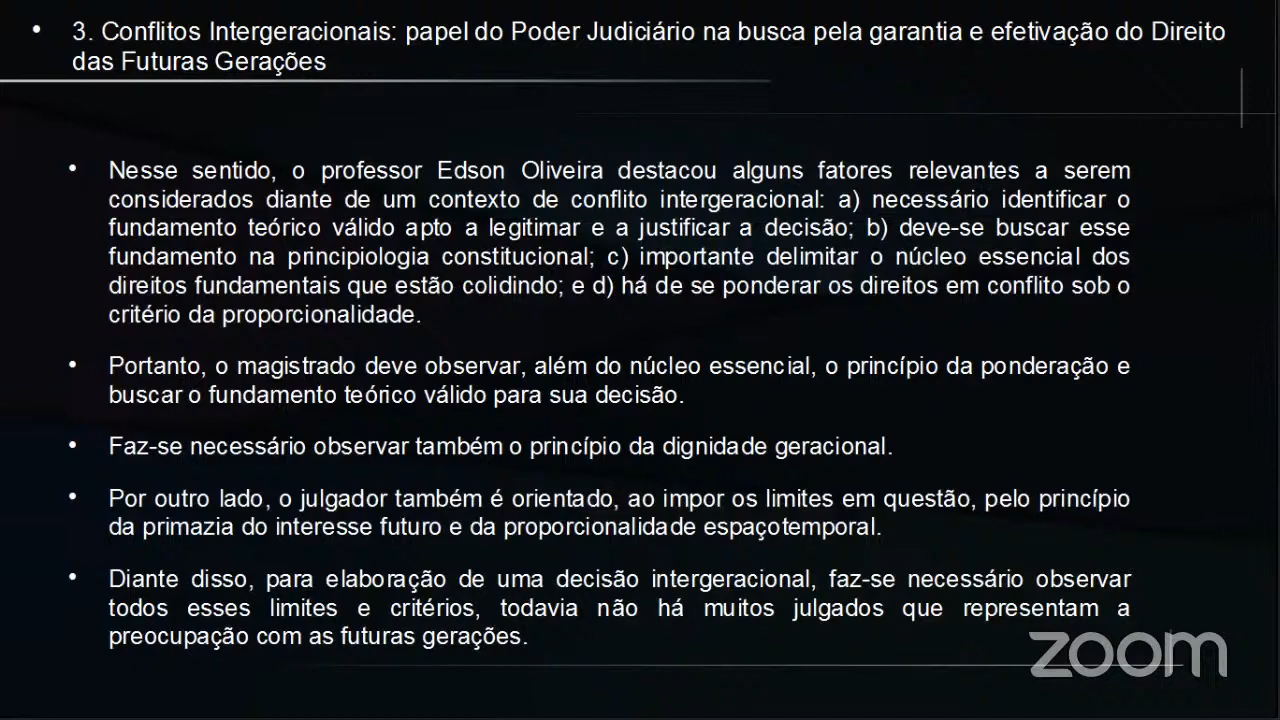 • 3. Conflitos Intergeracionais: papel do Poder Judiciário na busca pela garantia e efetivação do Direito
das Futuras Gerações
• Nesse sentido, o professor Edson Oliveira destacou alguns fatores relevantes a serem
considerados diante de um contexto de conflito intergeracional: a) necessário identificar o
fundamento teórico válido apto a legitimar e a justificar a decisão; b) deve-se buscar esse
fundamento na principiologia constitucional; c) importante delimitar o núcleo essencial dos
direitos fundamentais que estão colidindo; e d) há de se ponderar os direitos em conflito sob o
critério da proporcionalidade.
• Portanto, o magistrado deve observar, além do núcleo essencial, o princípio da ponderação e
buscar o fundamento teórico válido para sua decisão.
• Faz-se necessário observar também o princípio da dignidade geracional.
• Por outro lado, o julgador também é orientado, ao impor os limites em questão, pelo princípio
da primazia do interesse futuro e da proporcionalidade espaçotemporal.
• Diante disso, para elaboração de uma decisão intergeracional, faz-se necessário observar
todos esses limites e critérios, todavia não há muitos julgados que representam a
preocupação com as futuras gerações.
zoom